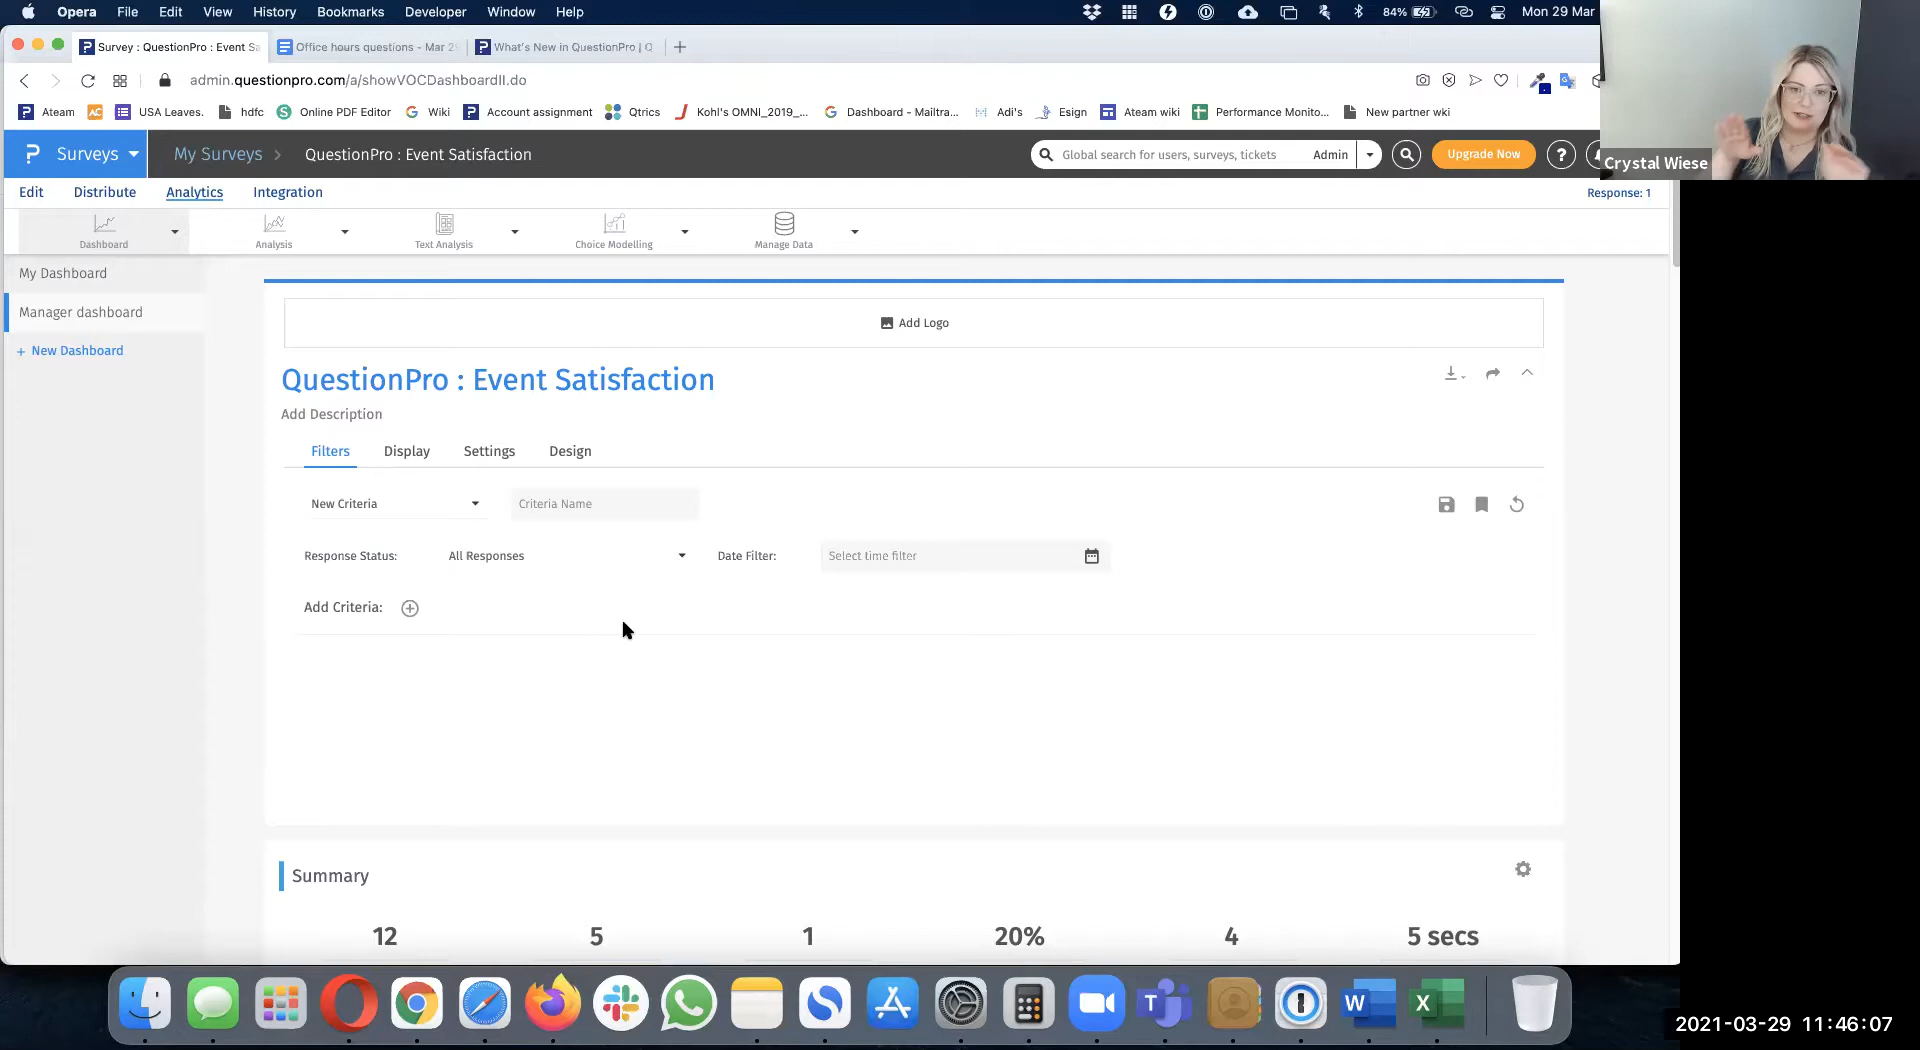 Opera File Edit View History Bookmarks Developer Window Help 84% Mon 29 Mar
Survey : QuestionPro : Event Sa Office hours questions - Mar 29 What's New in QuestionPro | Q
admin.questionpro.com/a/showVOCDashboardII.do
Ateam USA Leaves. hdfc Online PDF Editor Wiki Account assignment Qtrics Kohl's OMNI_2019_... Dashboard - Mailtra... Adi's Esign Ateam wiki Performance Monito... New partner wki
Surveys My Surveys > QuestionPro : Event Satisfaction Global search for users, surveys, tickets Admin Upgrade Now ?
Crystal Wiese
Edit Distribute Analytics Integration Response: 1
Dashboard Analysis Text Analysis Choice Modelling Manage Data
My Dashboard
Manager dashboard
+ New Dashboard
Add Logo
QuestionPro : Event Satisfaction
Add Description
Filters Display Settings Design
New Criteria Criteria Name
Response Status: All Responses Date Filter: Select time filter
Add Criteria:
Summary
12 5 1 20% 4 5 secs
2021-03-29 11:46:07